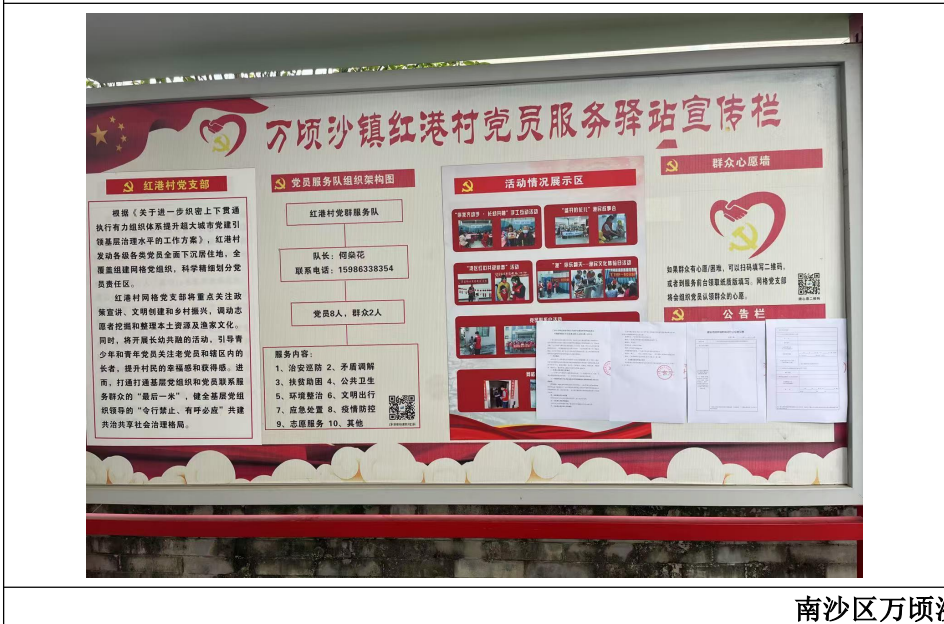 万顷沙镇红港村党员服务驿站宣传栏
红港村党支部
根据《关于进一步织密上下贯通
执行有力组织体系提升超大城市党建引
领基层治理水平的工作方案》，红港村
发动各级各类党员全面下沉居住地，全
覆盖组建网格党组织，科学精细划分党
员责任区。
红港村网格党支部将重点关注政
策宣讲、文明创建和乡村振兴，调动志
愿者挖掘和整理本土资源及渔家文化。
同时，将开展长幼共融的活动，引导青
少年和青年党员关注老党员和辖区内的
长者，提升村民的幸福感和获得感。进
而，打通打通基层党组织和党员联系服
务群众的“最后一米”，健全基层党组
织领导的“令行禁止、有呼必应”共建
共治共享社会治理格局。
党员服务队组织架构图
红港村党群服务队
队长：何燊花
联系电话：15986338354
党员8人，群众2人
服务内容：
1、治安巡防 2、矛盾调解
3、扶贫助困 4、公共卫生
5、环境整治 6、文明出行
7、应急处置 8、疫情防控
9、志愿服务 10、其他
活动情况展示区
群众心愿墙
如果群众有心愿/困难，可以扫码填写二维码，
或者到服务前台领取纸质版填写。网格党支部
将会组织党员认领群众的心愿。
公告栏
南沙区万顷